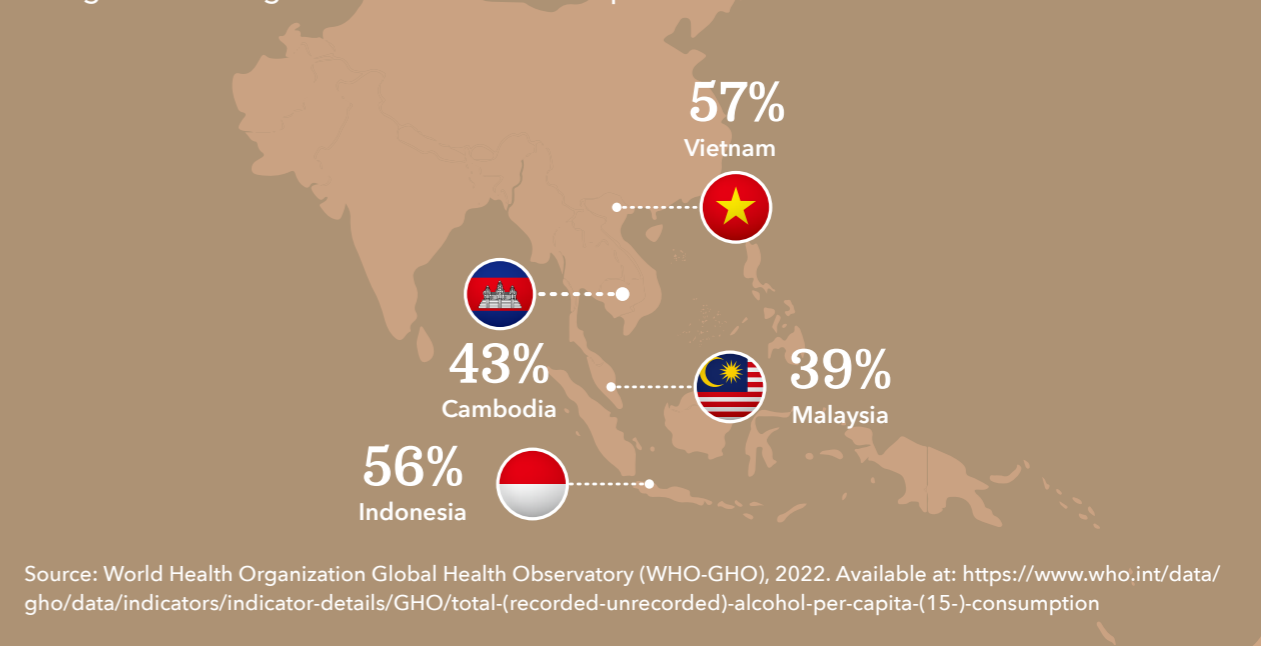 57%
Vietnam
43%
Cambodia
39%
Malaysia
56%
Indonesia
Source: World Health Organization Global Health Observatory (WHO-GHO), 2022. Available at: https://www.who.int/data/
gho/data/indicators/indicator-details/GHO/total-(recorded-unrecorded)-alcohol-per-capita-(15-)-consumption